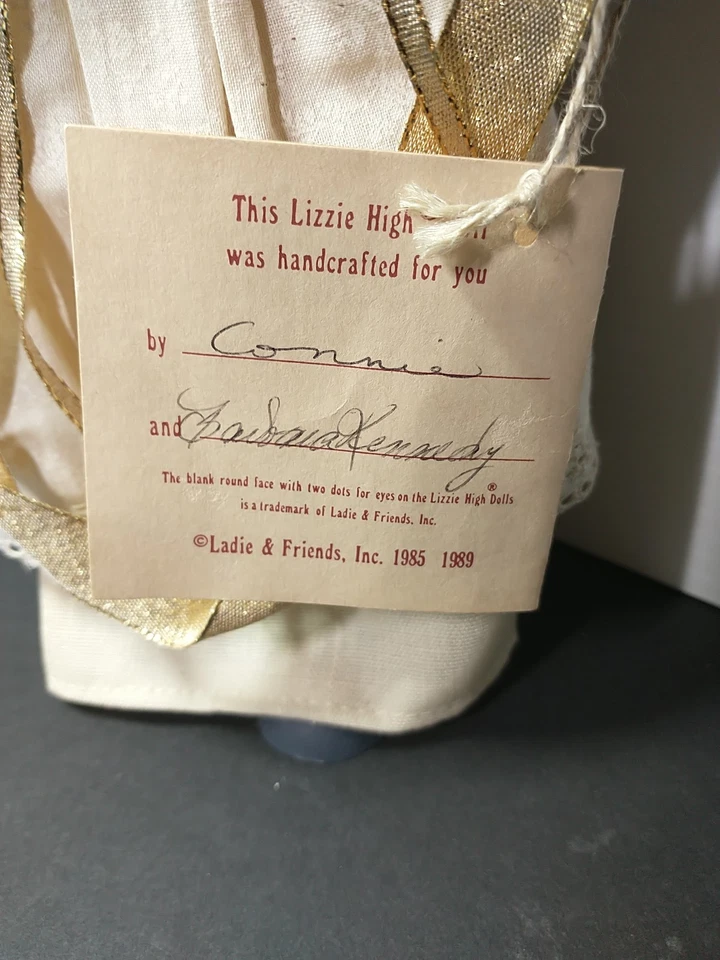 This Lizzie High
was handcrafted for you
by Connie
and Barbara Kennedy
The blank round face with two dots for eyes on the Lizzie High® Dolls
is a trademark of Ladie & Friends, Inc.
©Ladie & Friends, Inc. 1985 1989